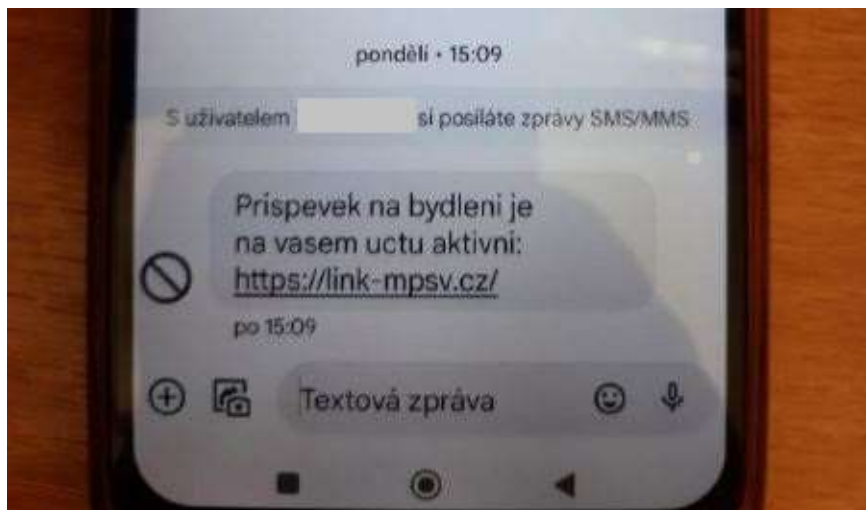 pondělí • 15:09
S uživatelem si posíláte zprávy SMS/MMS
Prispevek na bydleni je
na vasem uctu aktivni:
https://link-mpsv.cz/
po 15:09
Textová zpráva